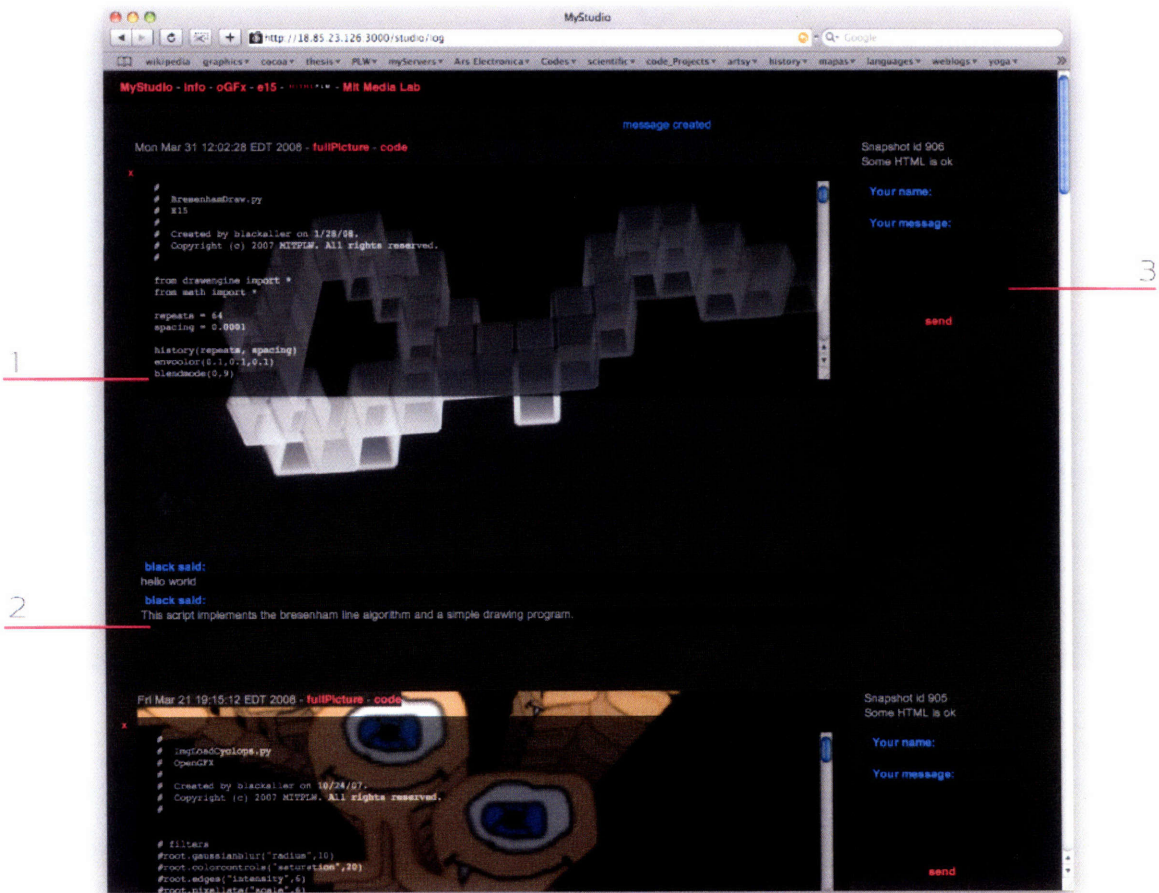 MyStudio
http://18.85.23.126:3000/studio/log
Google
wikipedia graphics cocoa thesis PLW myServers Ars Electronica Codes scientific code_Projects artsy history mapas languages weblogs yoga
MyStudio - info - oGFx - e15 - - Mit Media Lab
message created
Mon Mar 31 12:02:28 EDT 2008 - fullPicture - code
Snapshot id 906
Some HTML is ok
x
Your name:
Your message:
send
#
# BresenhamDraw.py
# E15
#
# Created by blackaller on 1/28/08.
# Copyright (c) 2007 MITPLW. All rights reserved.
#
from drawengine import *
from math import *
repeats = 64
spacing = 0.0001
history(repeats, spacing)
envcolor(0.1,0.1,0.1)
blendmode(0,9)
1
3
black said:
hello world
black said:
This script implements the bresenham line algorithm and a simple drawing program.
2
Fri Mar 21 19:15:12 EDT 2008 - fullPicture - code
Snapshot id 905
Some HTML is ok
x
Your name:
Your message:
send
#
# ImgLoadCyclops.py
# OpenGFX
#
# Created by blackaller on 10/24/07.
# Copyright (c) 2007 MITPLW. All rights reserved.
#
# filters
#root.gaussianblur("radius",10)
#root.colorcontrols("saturation",20)
#root.edges("intensity",6)
#root.pixellate("scale",6)